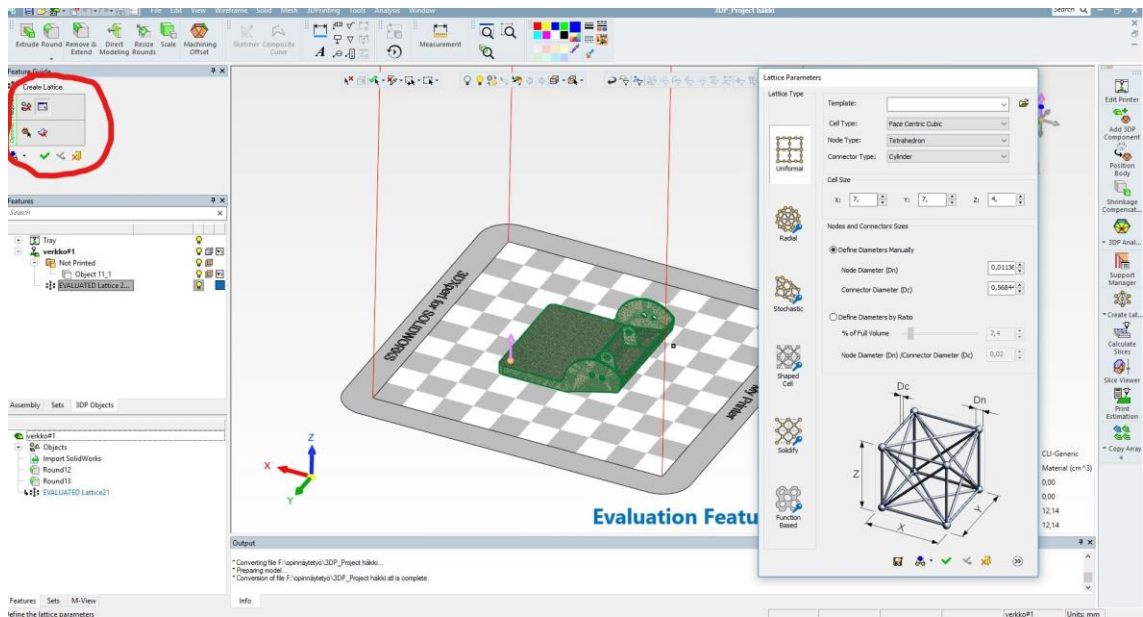 File Edit View Wireframe Solid Mesh 3DPrinting Tools Analysis Window
3DP_Project häkki
Search
Extrude Round Remove & Extend Direct Modeling Resize Rounds Scale Machining Offset
Sketcher Composite Curve
Measurement
Feature Guide
Create Lattice
Features
Search
Tray
verkko#1
Not Printed
Object 11_1
EVALUATED Lattice 2...
Assembly Sets 3DP Objects
verkko#1
Objects
Import SolidWorks
Round12
Round13
EVALUATED Lattice21
Features Sets M-View
Define the lattice parameters
3DXpert for SOLIDWORKS
My Printer
Z
X
Y
Evaluation Featu
Output
* Converting file F:\opinnäytetyö\3DP_Project häkki...
* Preparing model...
* Conversion of file F:\opinnäytetyö\3DP_Project häkki.stl is complete.
Info
Lattice Parameters
Lattice Type
Uniformal
Radial
Stochastic
Shaped Cell
Solidify
Function Based
Template:
Cell Type: Face Centric Cubic
Node Type: Tetrahedron
Connector Type: Cylinder
Cell Size
X: 7, Y: 7, Z: 4,
Nodes and Connectors Sizes
Define Diameters Manually
Node Diameter (Dn) 0,01136
Connector Diameter (Dc)
Define Diameters by Ratio
% of Full Volume 7,4
Node Diameter (Dn) /Connector Diameter (Dc) 0,02
Dc
Dn
Z
X
Y
CLI-Generic
Material (cm^3)
0,00
0,00
12,14
12,14
Edit Printer
Add 3DP Component
Position Body
Shrinkage Compensat...
3DP Anal...
Support Manager
Create Lat...
Calculate Slices
Slice Viewer
Print Estimation
Copy Array
verkko#1
Units: mm